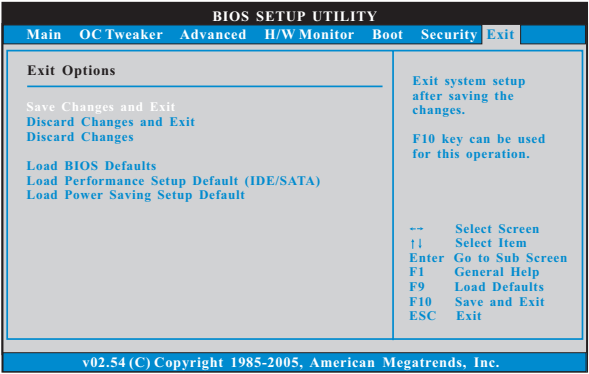 BIOS SETUP UTILITY
Main OC Tweaker Advanced H/W Monitor Boot Security Exit
Exit Options
Save Changes and Exit
Discard Changes and Exit
Discard Changes
Load BIOS Defaults
Load Performance Setup Default (IDE/SATA)
Load Power Saving Setup Default
Exit system setup
after saving the
changes.
F10 key can be used
for this operation.
←→ Select Screen
↑↓ Select Item
Enter Go to Sub Screen
F1 General Help
F9 Load Defaults
F10 Save and Exit
ESC Exit
v02.54 (C) Copyright 1985-2005, American Megatrends, Inc.